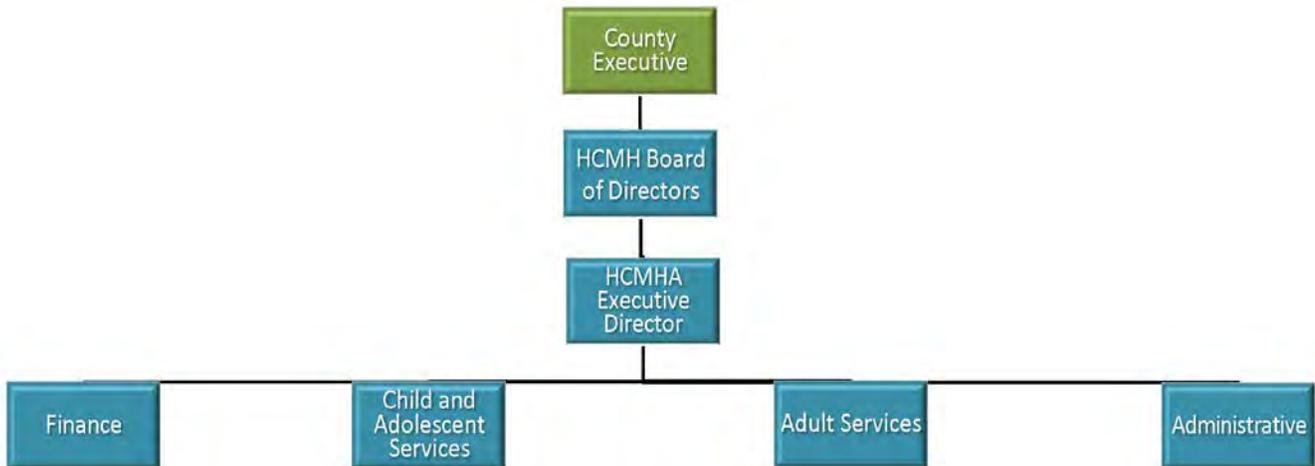 County
Executive
HCMH Board
of Directors
HCMHA
Executive
Director
Finance
Child and
Adolescent
Services
Adult Services
Administrative